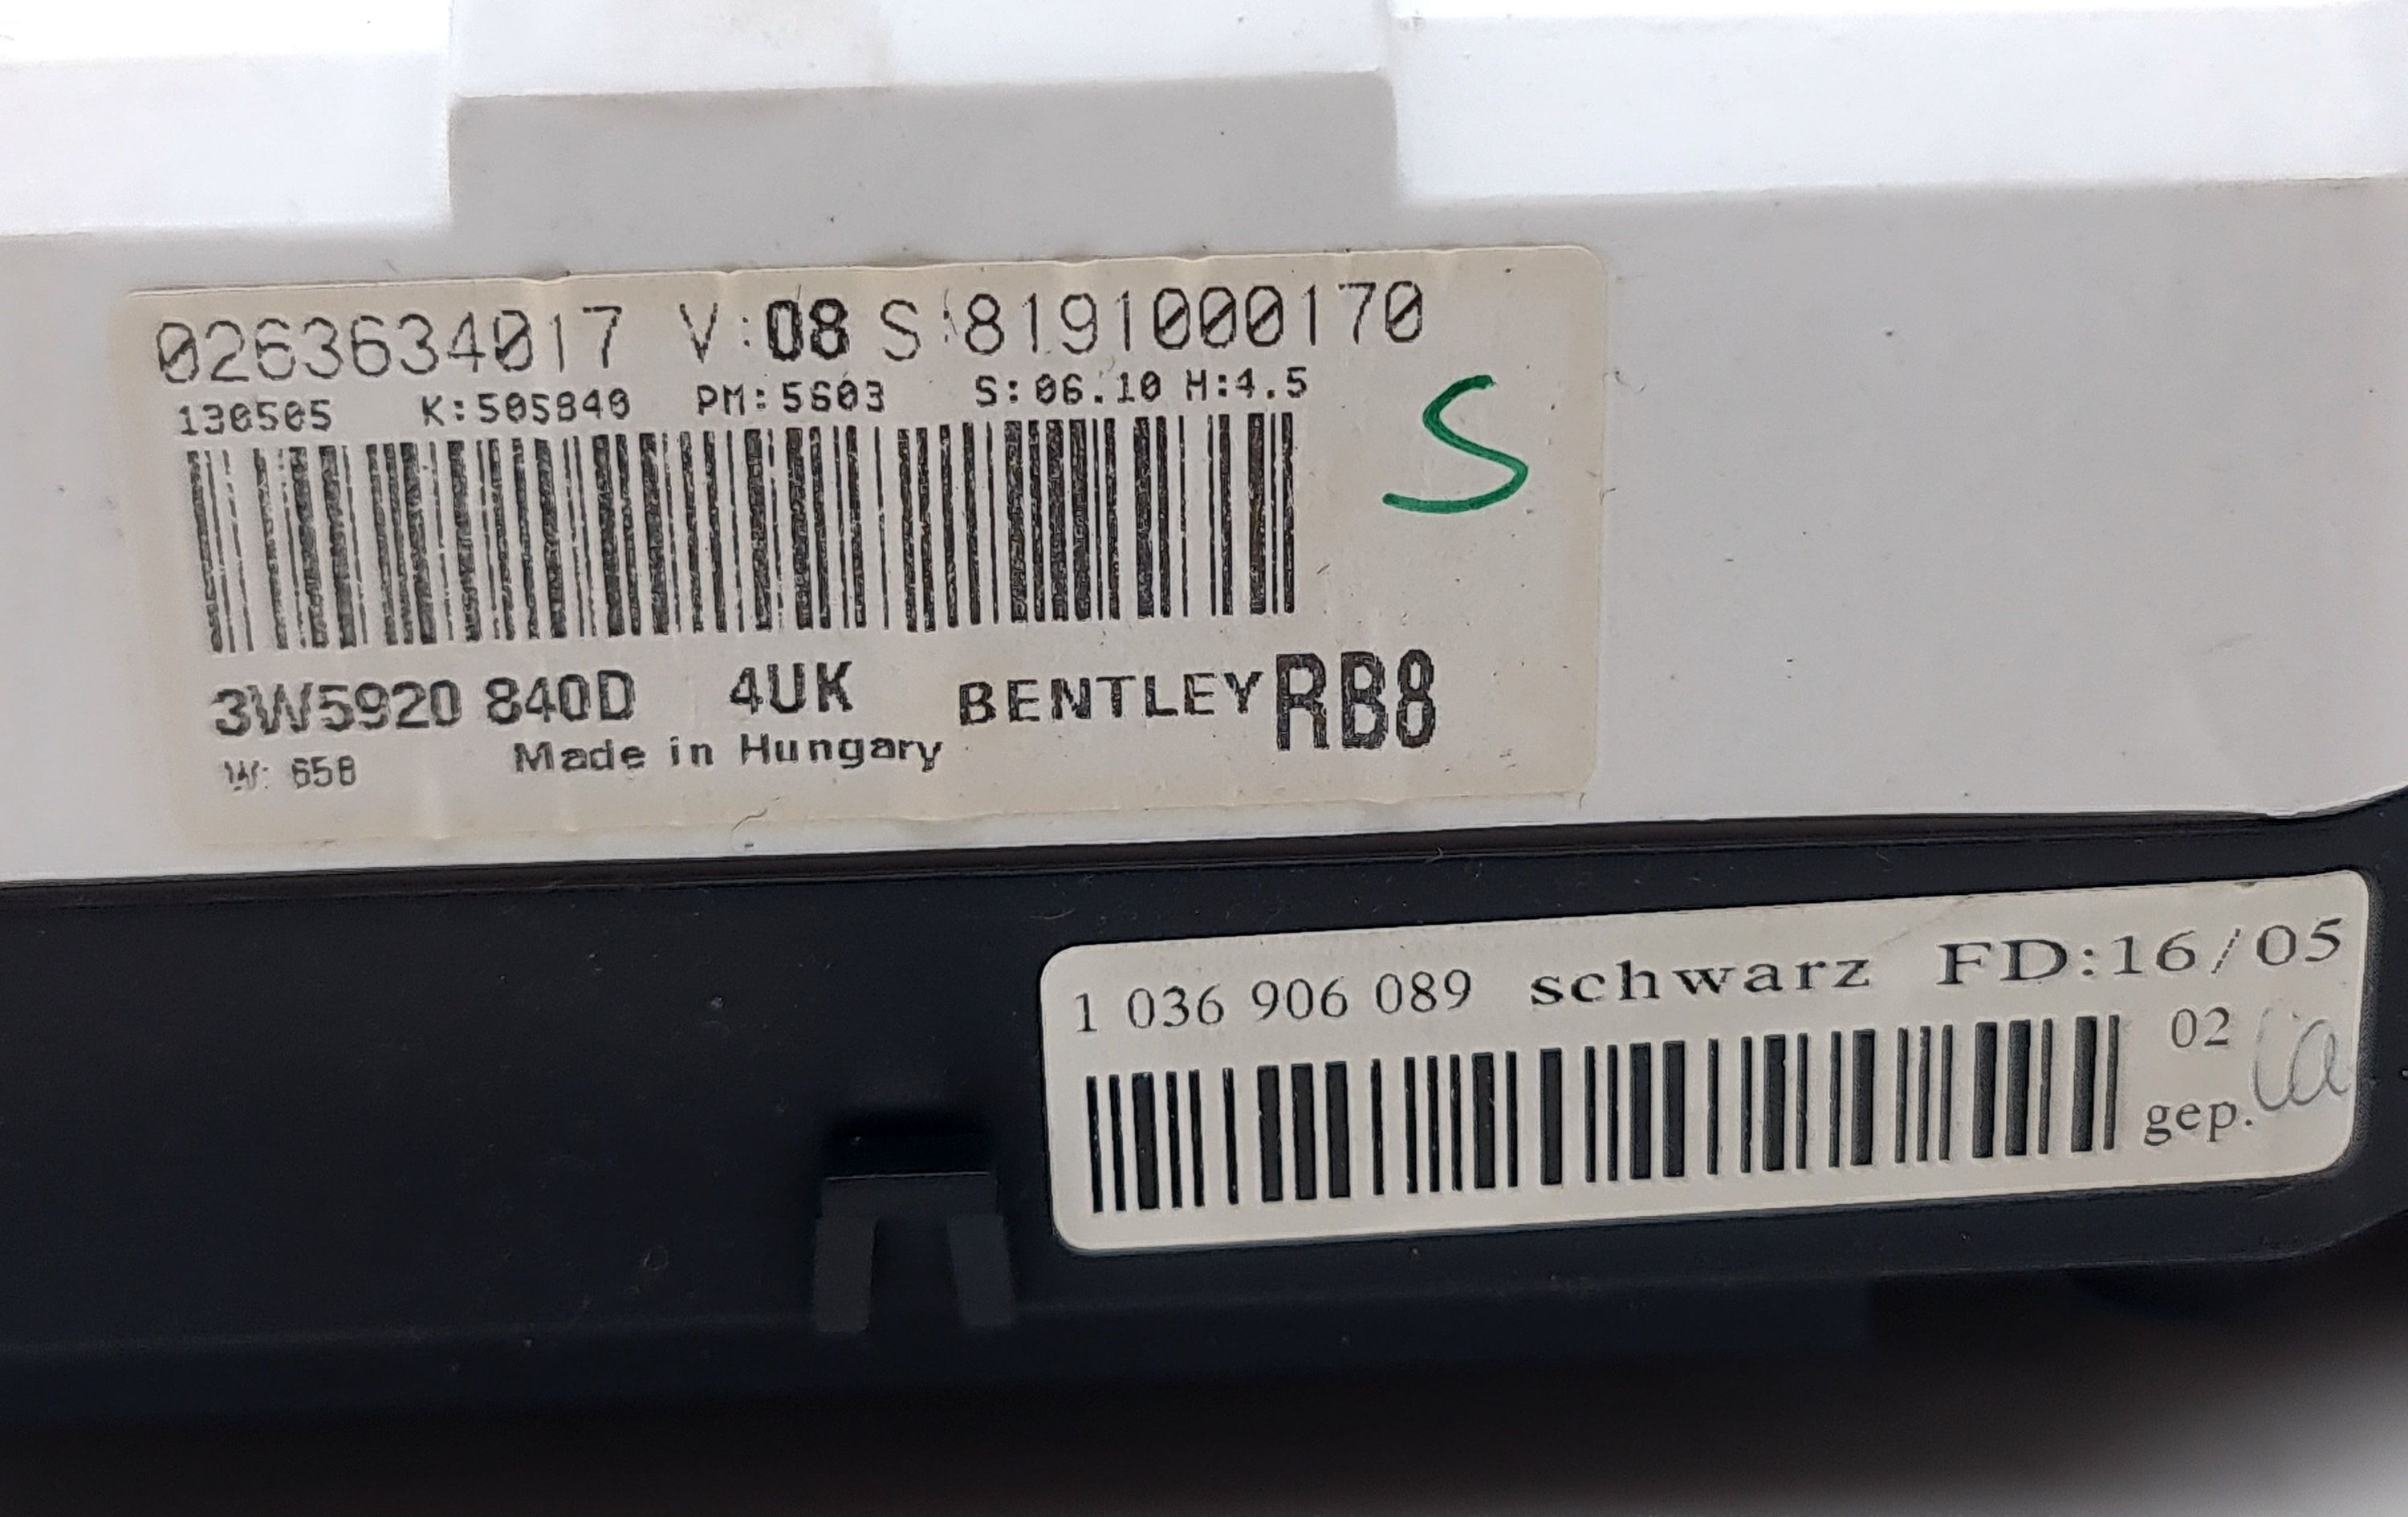 0263634017 V:08 S:8191000170
130505 K:505840 PM:5603 S:06.10 H:4.5
S
3W5920 840D 4UK BENTLEY RB8
W: 658 Made in Hungary
1 036 906 089 schwarz FD:16/05
02
gep.